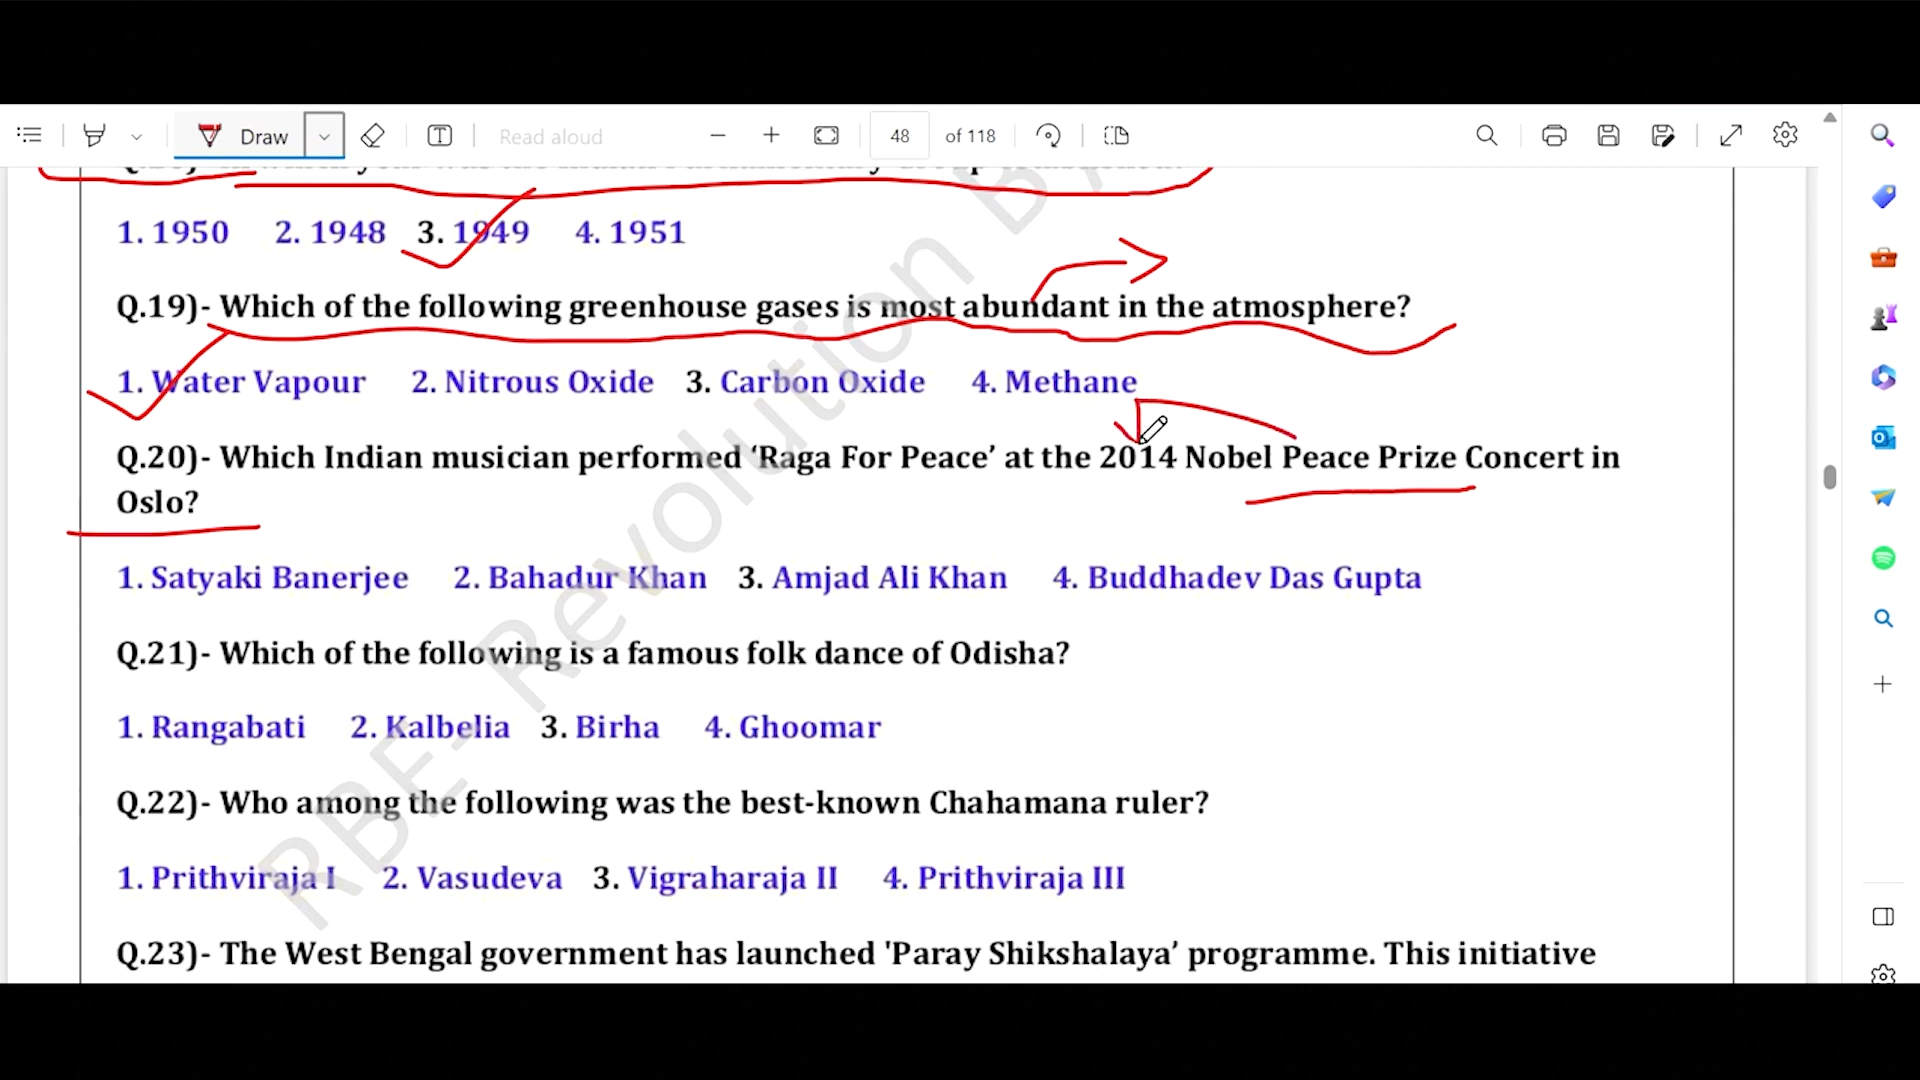 Draw
Read aloud
48 of 118
1. 1950 2. 1948 3. 1949 4. 1951
Q.19)- Which of the following greenhouse gases is most abundant in the atmosphere?
1. Water Vapour 2. Nitrous Oxide 3. Carbon Oxide 4. Methane
Q.20)- Which Indian musician performed ‘Raga For Peace’ at the 2014 Nobel Peace Prize Concert in
Oslo?
1. Satyaki Banerjee 2. Bahadur Khan 3. Amjad Ali Khan 4. Buddhadev Das Gupta
Q.21)- Which of the following is a famous folk dance of Odisha?
1. Rangabati 2. Kalbelia 3. Birha 4. Ghoomar
Q.22)- Who among the following was the best-known Chahamana ruler?
1. Prithviraja I 2. Vasudeva 3. Vigraharaja II 4. Prithviraja III
Q.23)- The West Bengal government has launched 'Paray Shikshalaya’ programme. This initiative
RBE- Revolution